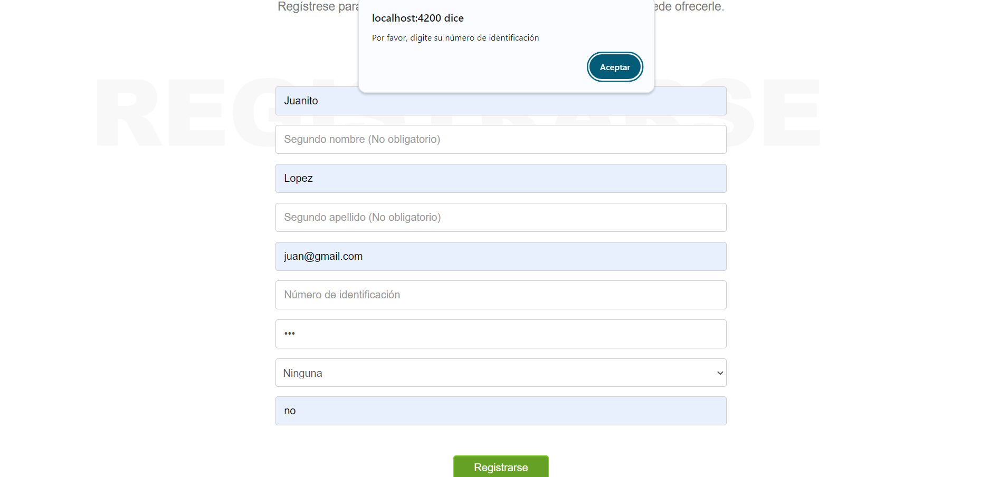 Regístrese para
ede ofrecerle.
localhost:4200 dice
Por favor, digite su número de identificación
Aceptar
REGISTRARSE
Juanito
Segundo nombre (No obligatorio)
Lopez
Segundo apellido (No obligatorio)
juan@gmail.com
Número de identificación
•••
Ninguna
no
Registrarse